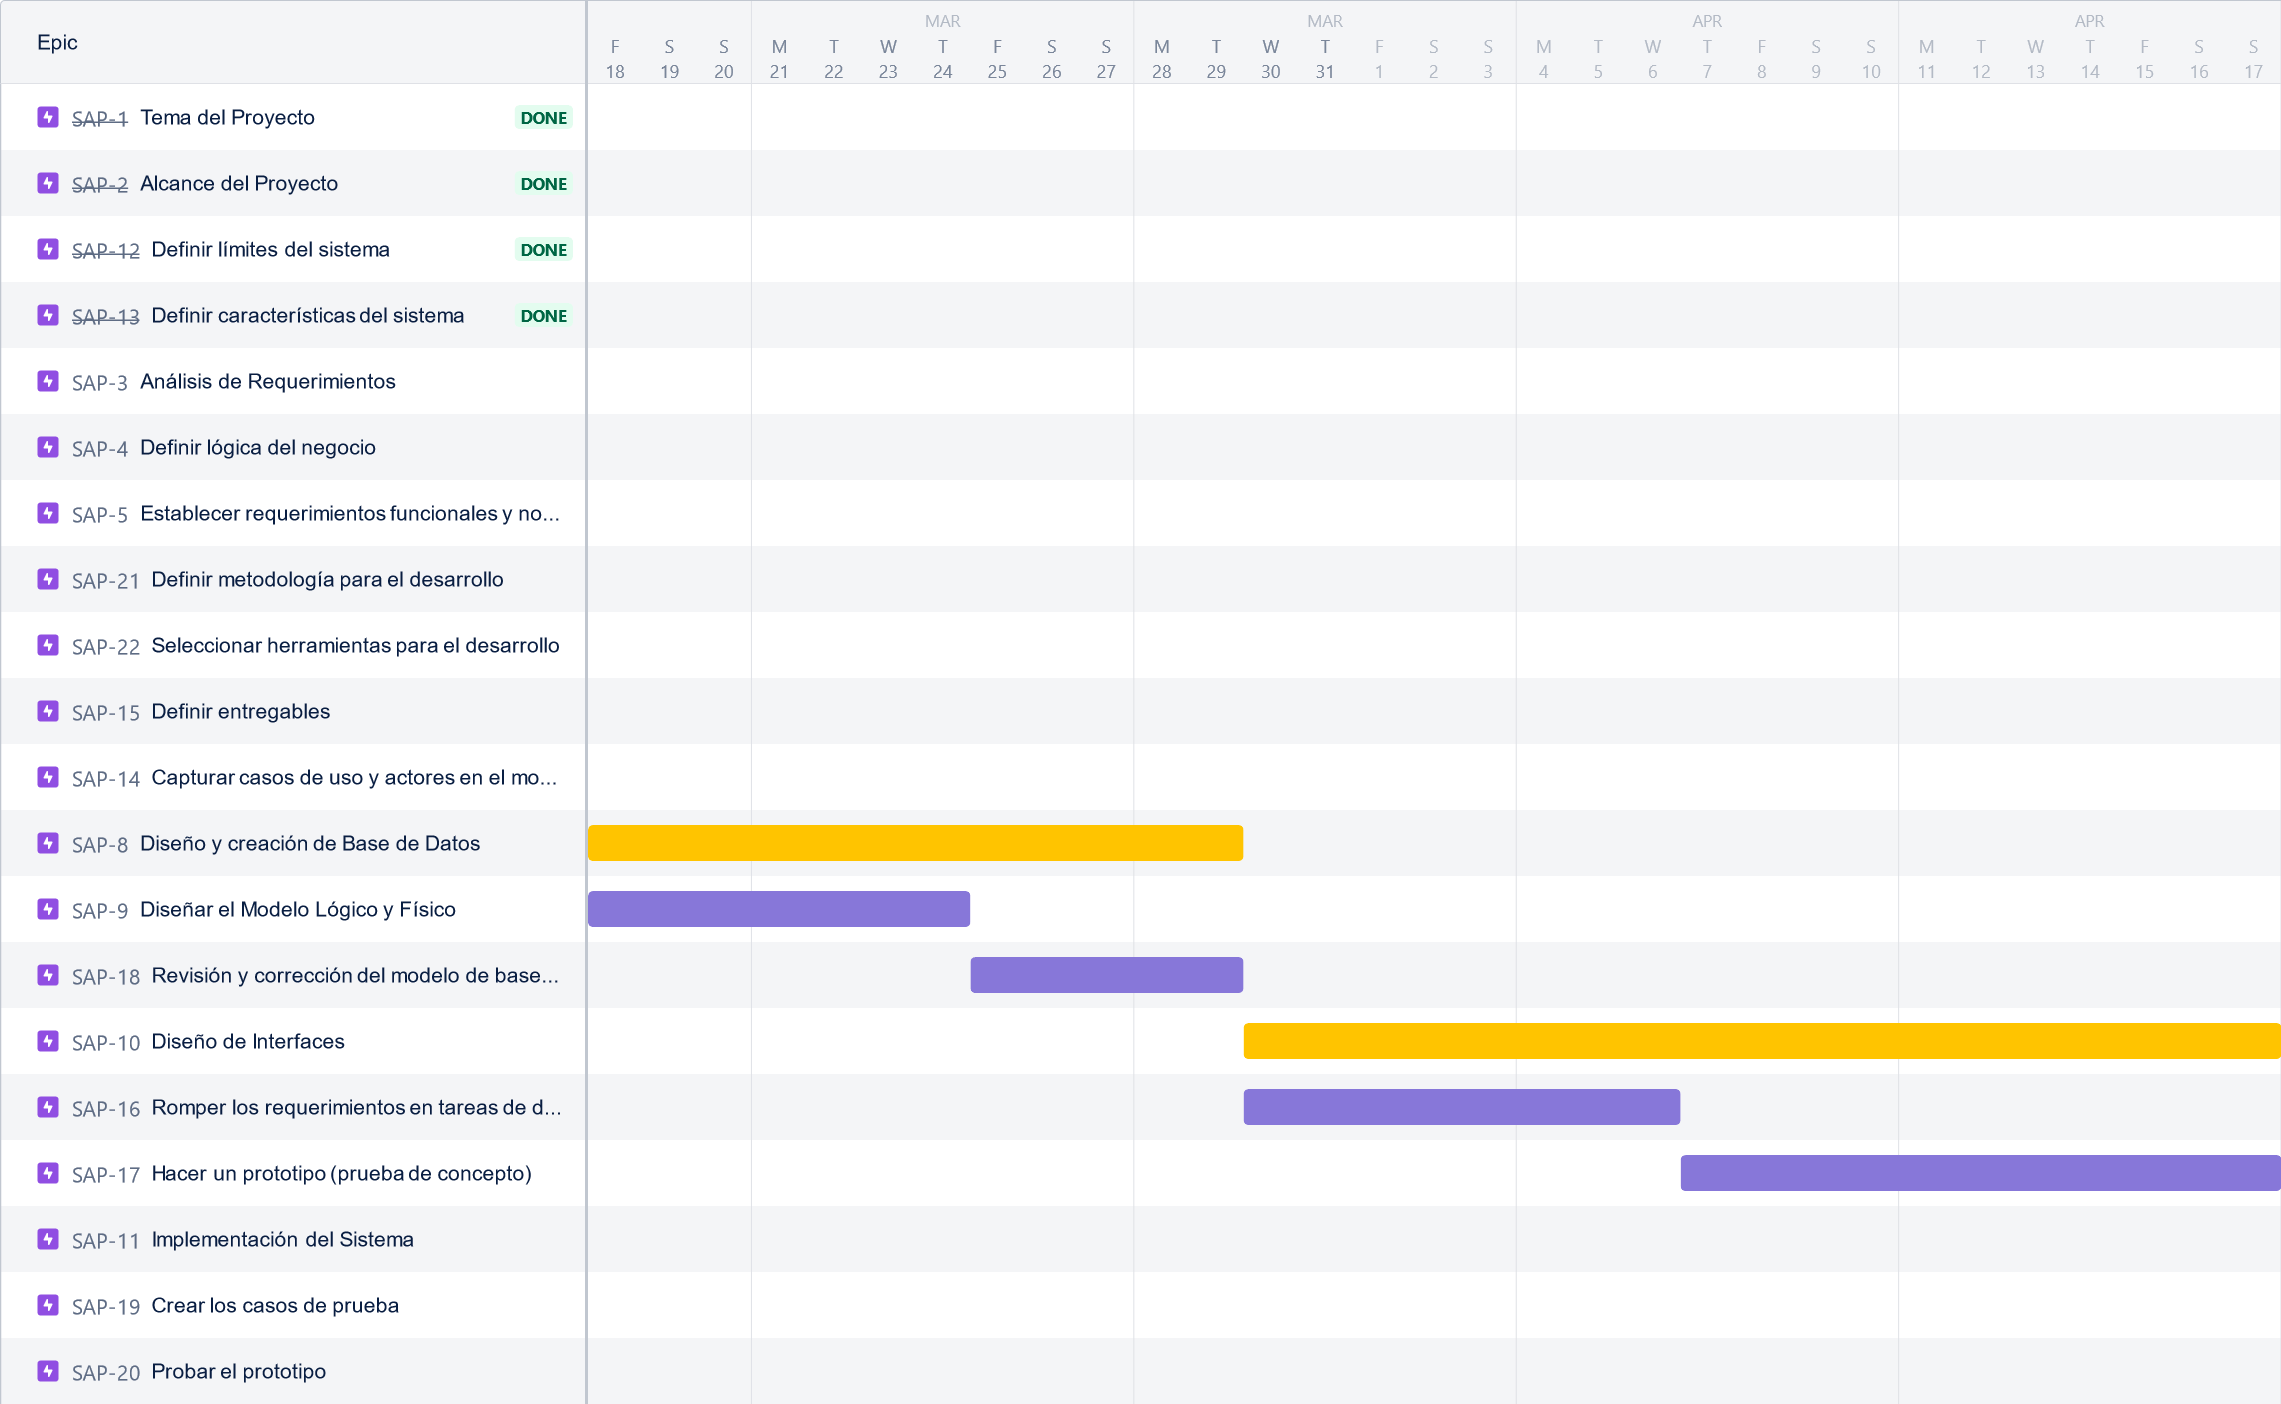 Epic
MAR MAR APR APR
F S S M T W T F S S M T W T F S S M T W T F S S M T W T F S S
18 19 20 21 22 23 24 25 26 27 28 29 30 31 1 2 3 4 5 6 7 8 9 10 11 12 13 14 15 16 17
SAP-1 Tema del Proyecto DONE
SAP-2 Alcance del Proyecto DONE
SAP-12 Definir límites del sistema DONE
SAP-13 Definir características del sistema DONE
SAP-3 Análisis de Requerimientos
SAP-4 Definir lógica del negocio
SAP-5 Establecer requerimientos funcionales y no...
SAP-21 Definir metodología para el desarrollo
SAP-22 Seleccionar herramientas para el desarrollo
SAP-15 Definir entregables
SAP-14 Capturar casos de uso y actores en el mo...
SAP-8 Diseño y creación de Base de Datos
SAP-9 Diseñar el Modelo Lógico y Físico
SAP-18 Revisión y corrección del modelo de base...
SAP-10 Diseño de Interfaces
SAP-16 Romper los requerimientos en tareas de d...
SAP-17 Hacer un prototipo (prueba de concepto)
SAP-11 Implementación del Sistema
SAP-19 Crear los casos de prueba
SAP-20 Probar el prototipo